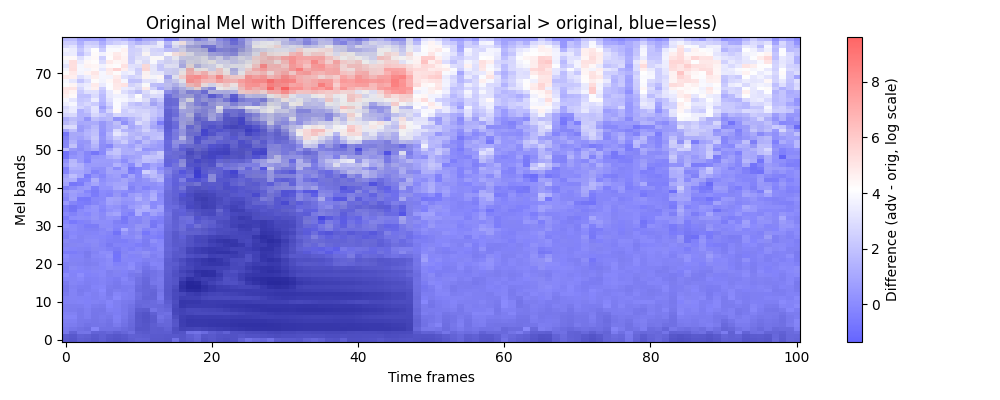 Original Mel with Differences (red=adversarial > original, blue=less)
Mel bands
70
60
50
40
30
20
10
0
0 20 40 60 80 100
Time frames
8
6
4
2
0
Difference (adv - orig, log scale)